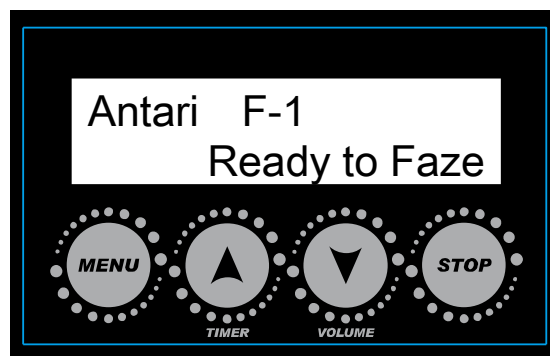 Antari F-1
Ready to Faze
MENU
STOP
TIMER
VOLUME